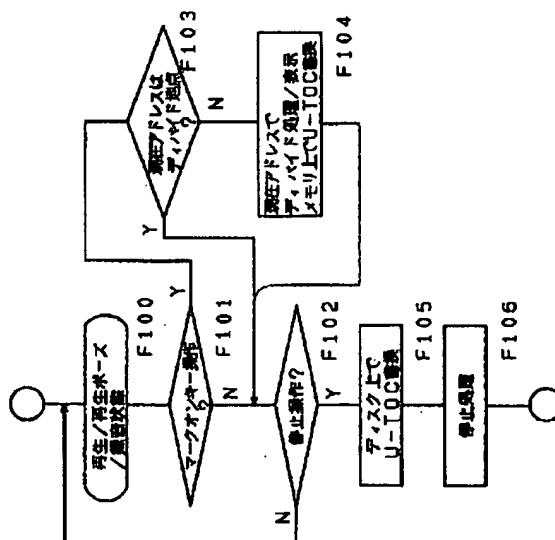 再生/再生ポーズ
/録音状態
F100
マークオンキー操作
?
F101
Y
N
現在アドレスは
ディバイド地点
?
F103
Y
N
現在アドレスで
ディバイド処理/表示
メモリ上でU-TOC書換
F104
停止操作?
F102
N
Y
ディスク上で
U-TOC書換
F105
停止処理
F106